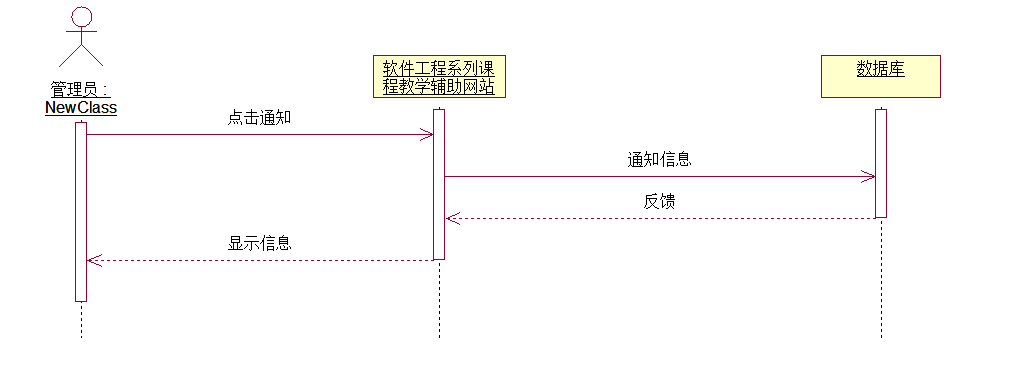 管理员 :
NewClass
软件工程系列课
程教学辅助网站
数据库
点击通知
通知信息
反馈
显示信息